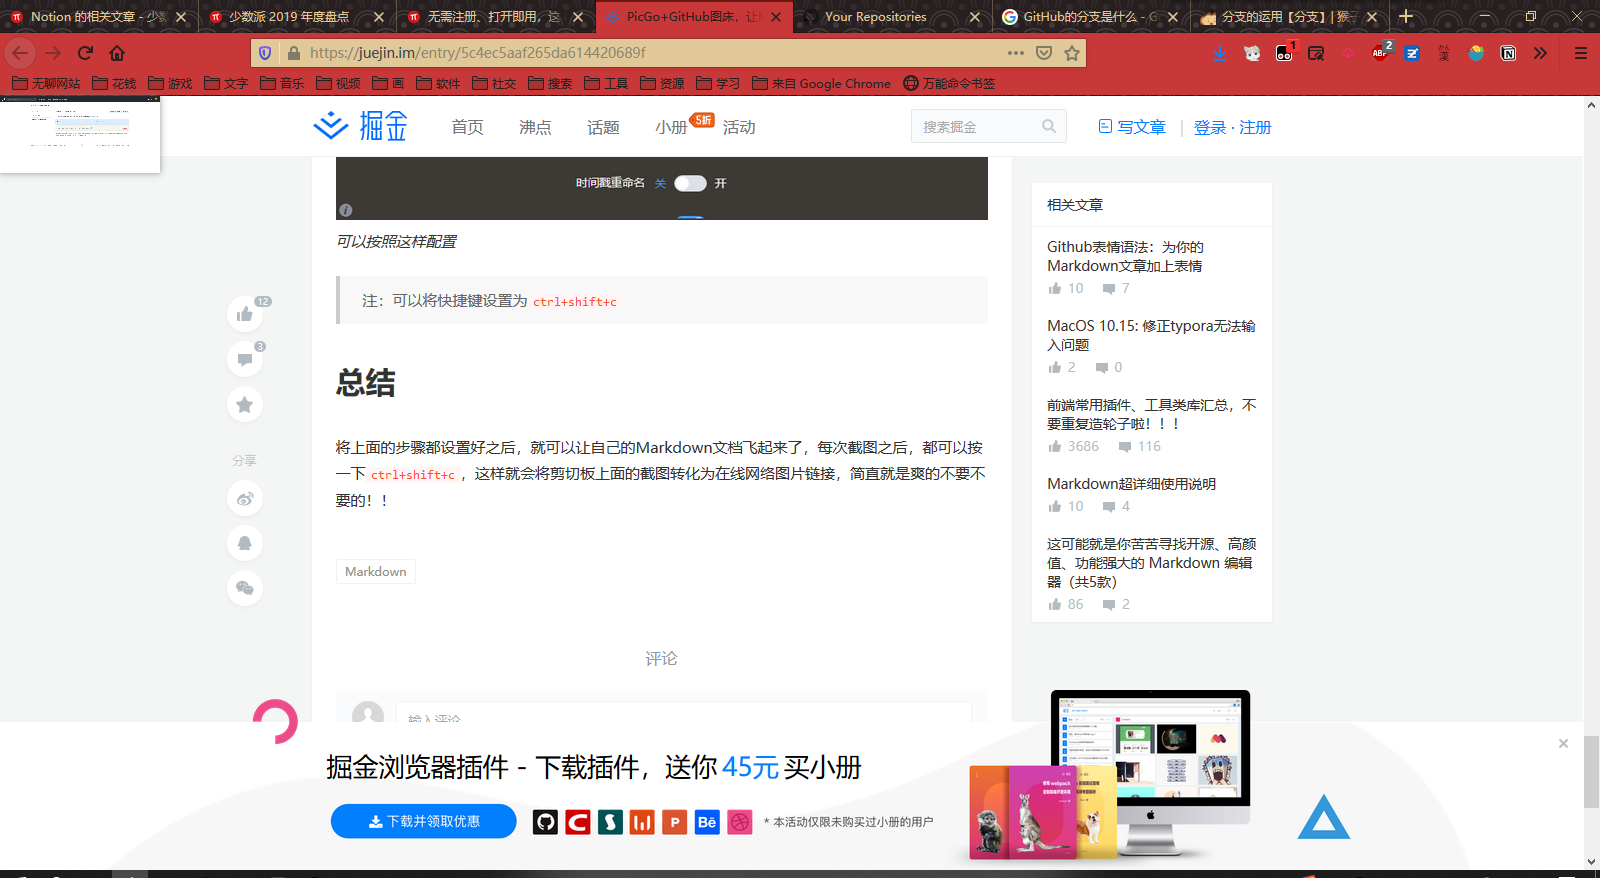 Notion 的相关文章 - 少数
少数派 2019 年度盘点
无需注册、打开即用，这
PicGo+GitHub图床，让
Your Repositories
GitHub的分支是什么 - G
分支的运用【分支】| 猴子
https://juejin.im/entry/5c4ec5aaf265da614420689f
1
2
无聊网站
花钱
游戏
文字
音乐
视频
画
软件
社交
搜索
工具
资源
学习
来自 Google Chrome
万能命令书签
掘金
首页
沸点
话题
小册
5折
活动
搜索掘金
写文章
登录 · 注册
时间戳重命名 关 开
可以按照这样配置
注：可以将快捷键设置为 ctrl+shift+c
总结
将上面的步骤都设置好之后，就可以让自己的Markdown文档飞起来了，每次截图之后，都可以按
一下 ctrl+shift+c ，这样就会将剪切板上面的截图转化为在线网络图片链接，简直就是爽的不要不
要的！！
Markdown
评论
输入评论
12
3
分享
相关文章
Github表情语法：为你的
Markdown文章加上表情
10 7
MacOS 10.15: 修正typora无法输
入问题
2 0
前端常用插件、工具类库汇总，不
要重复造轮子啦！！！
3686 116
Markdown超详细使用说明
10 4
这可能就是你苦苦寻找开源、高颜
值、功能强大的 Markdown 编辑
器（共5款）
86 2
掘金浏览器插件 - 下载插件，送你 45元 买小册
下载并领取优惠
* 本活动仅限未购买过小册的用户